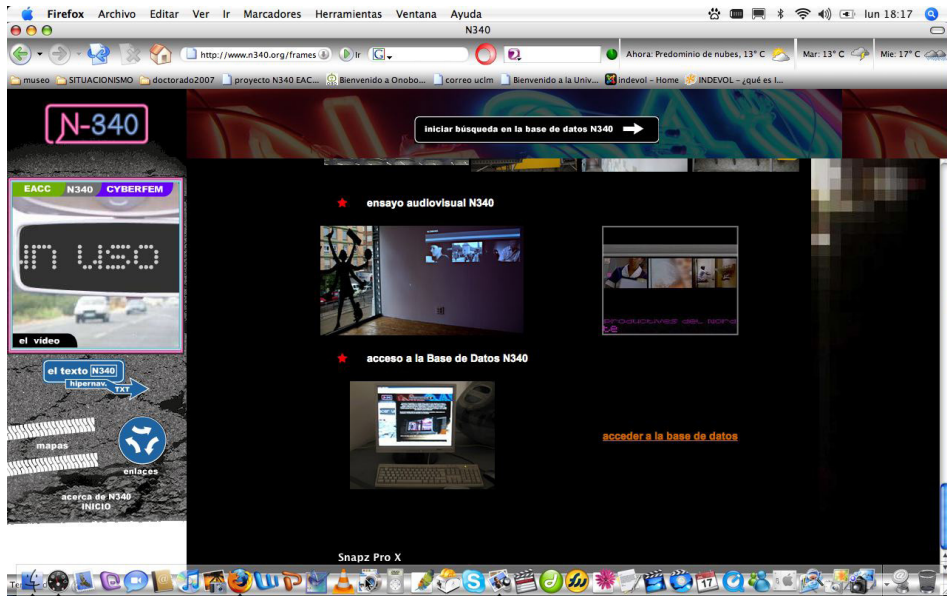 Firefox Archivo Editar Ver Ir Marcadores Herramientas Ventana Ayuda lun 18:17
N340
http://www.n340.org/frames Ir Ahora: Predominio de nubes, 13° C Mar: 13° C Mie: 17° C
museo SITUACIONISMO doctorado2007 proyecto N340 EAC... Bienvenido a Onobo... correo uclm Bienvenido a la Univ... indevol – Home INDEVOL – ¿qué es l...
N-340
iniciar búsqueda en la base de datos N340
EACC N340 CYBERFEM
un uso
el vídeo
ensayo audiovisual N340
acceso a la Base de Datos N340
el texto N340
hipernav. TXT
mapas
enlaces
acceder a la base de datos
acerca de N340
INICIO
Snapz Pro X